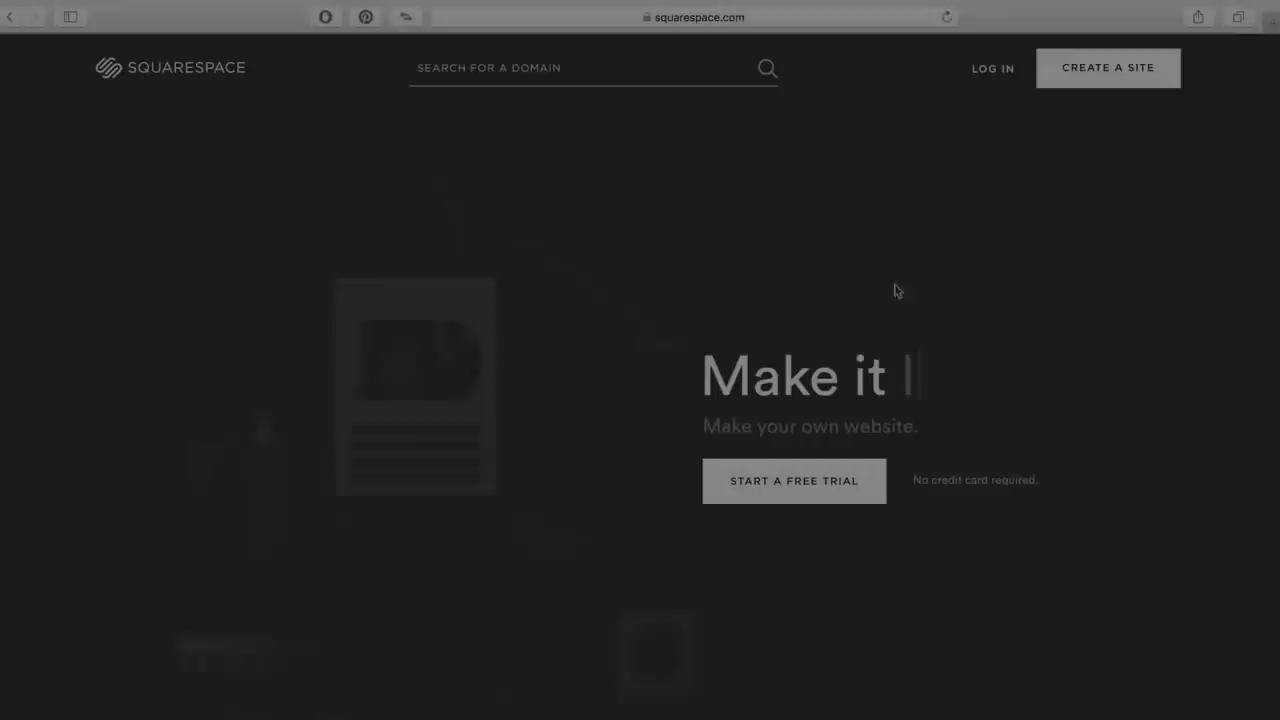 squarespace.com
SQUARESPACE
SEARCH FOR A DOMAIN
LOG IN
CREATE A SITE
Make it
Make your own website.
START A FREE TRIAL
No credit card required.